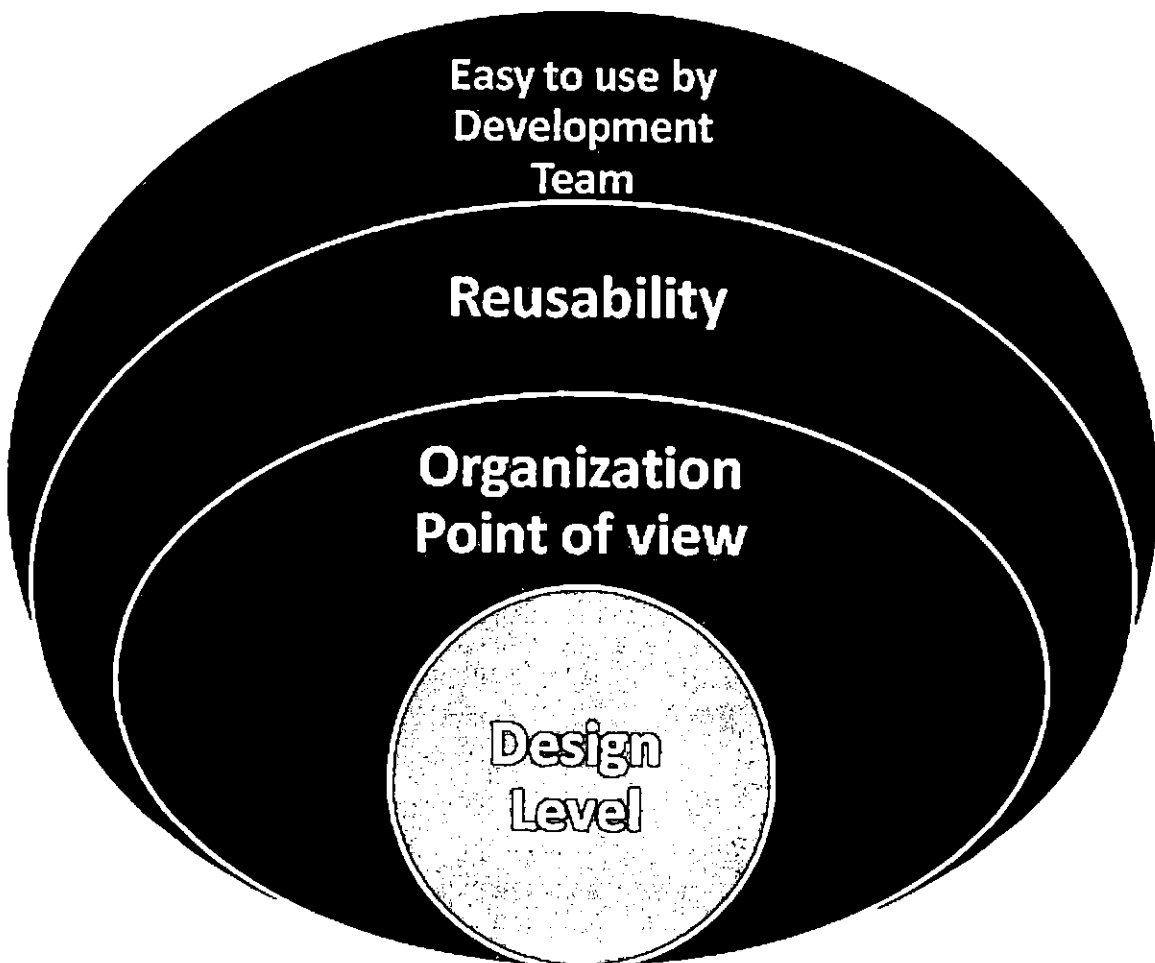 Easy to use by
Development
Team
Reusability
Organization
Point of view
Design
Level